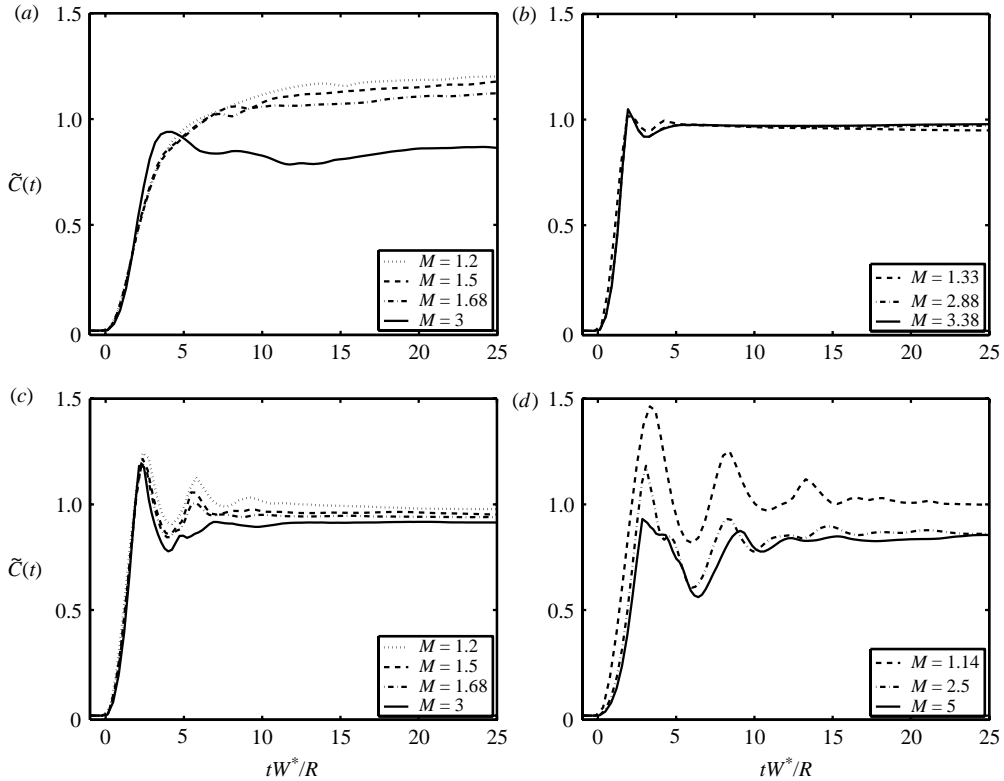 (a)
1.5
1.0
0.5
0
C̃(t)
0 5 10 15 20 25
M = 1.2
M = 1.5
M = 1.68
M = 3
(b)
1.5
1.0
0.5
0
0 5 10 15 20 25
M = 1.33
M = 2.88
M = 3.38
(c)
1.5
1.0
0.5
0
C̃(t)
0 5 10 15 20 25
tW*/R
M = 1.2
M = 1.5
M = 1.68
M = 3
(d)
1.5
1.0
0.5
0
0 5 10 15 20 25
tW*/R
M = 1.14
M = 2.5
M = 5